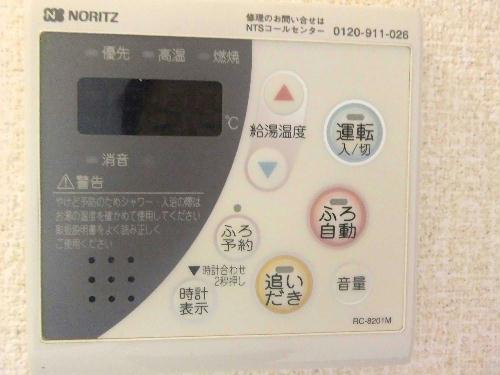 NORITZ
修理のお問い合せは
NTSコールセンター 0120-911-026
優先 高温 燃焼
℃
給湯温度
運転
入/切
消音
警告
やけど予防のためシャワー・入浴の際は
お湯の温度を確かめて使用してください
取扱説明書をよく読み正しく
ご使用ください
ふろ
予約
ふろ
自動
▼時計合わせ
2秒押し
時計
表示
追い
だき
音量
RC-8201M